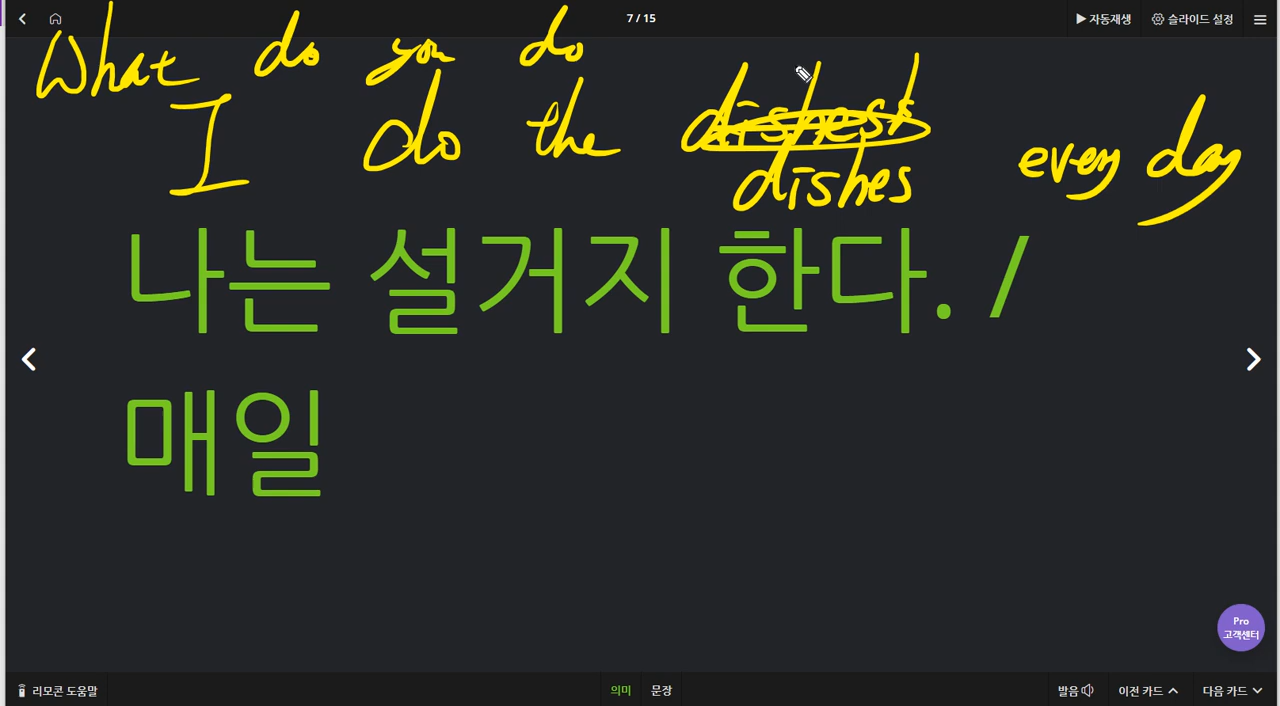 7 / 15
자동재생
슬라이드 설정
What do you do
I do the dishess every day
dishes
나는 설거지 한다. /
매일
Pro
고객센터
리모콘 도움말
의미
문장
발음
이전 카드
다음 카드